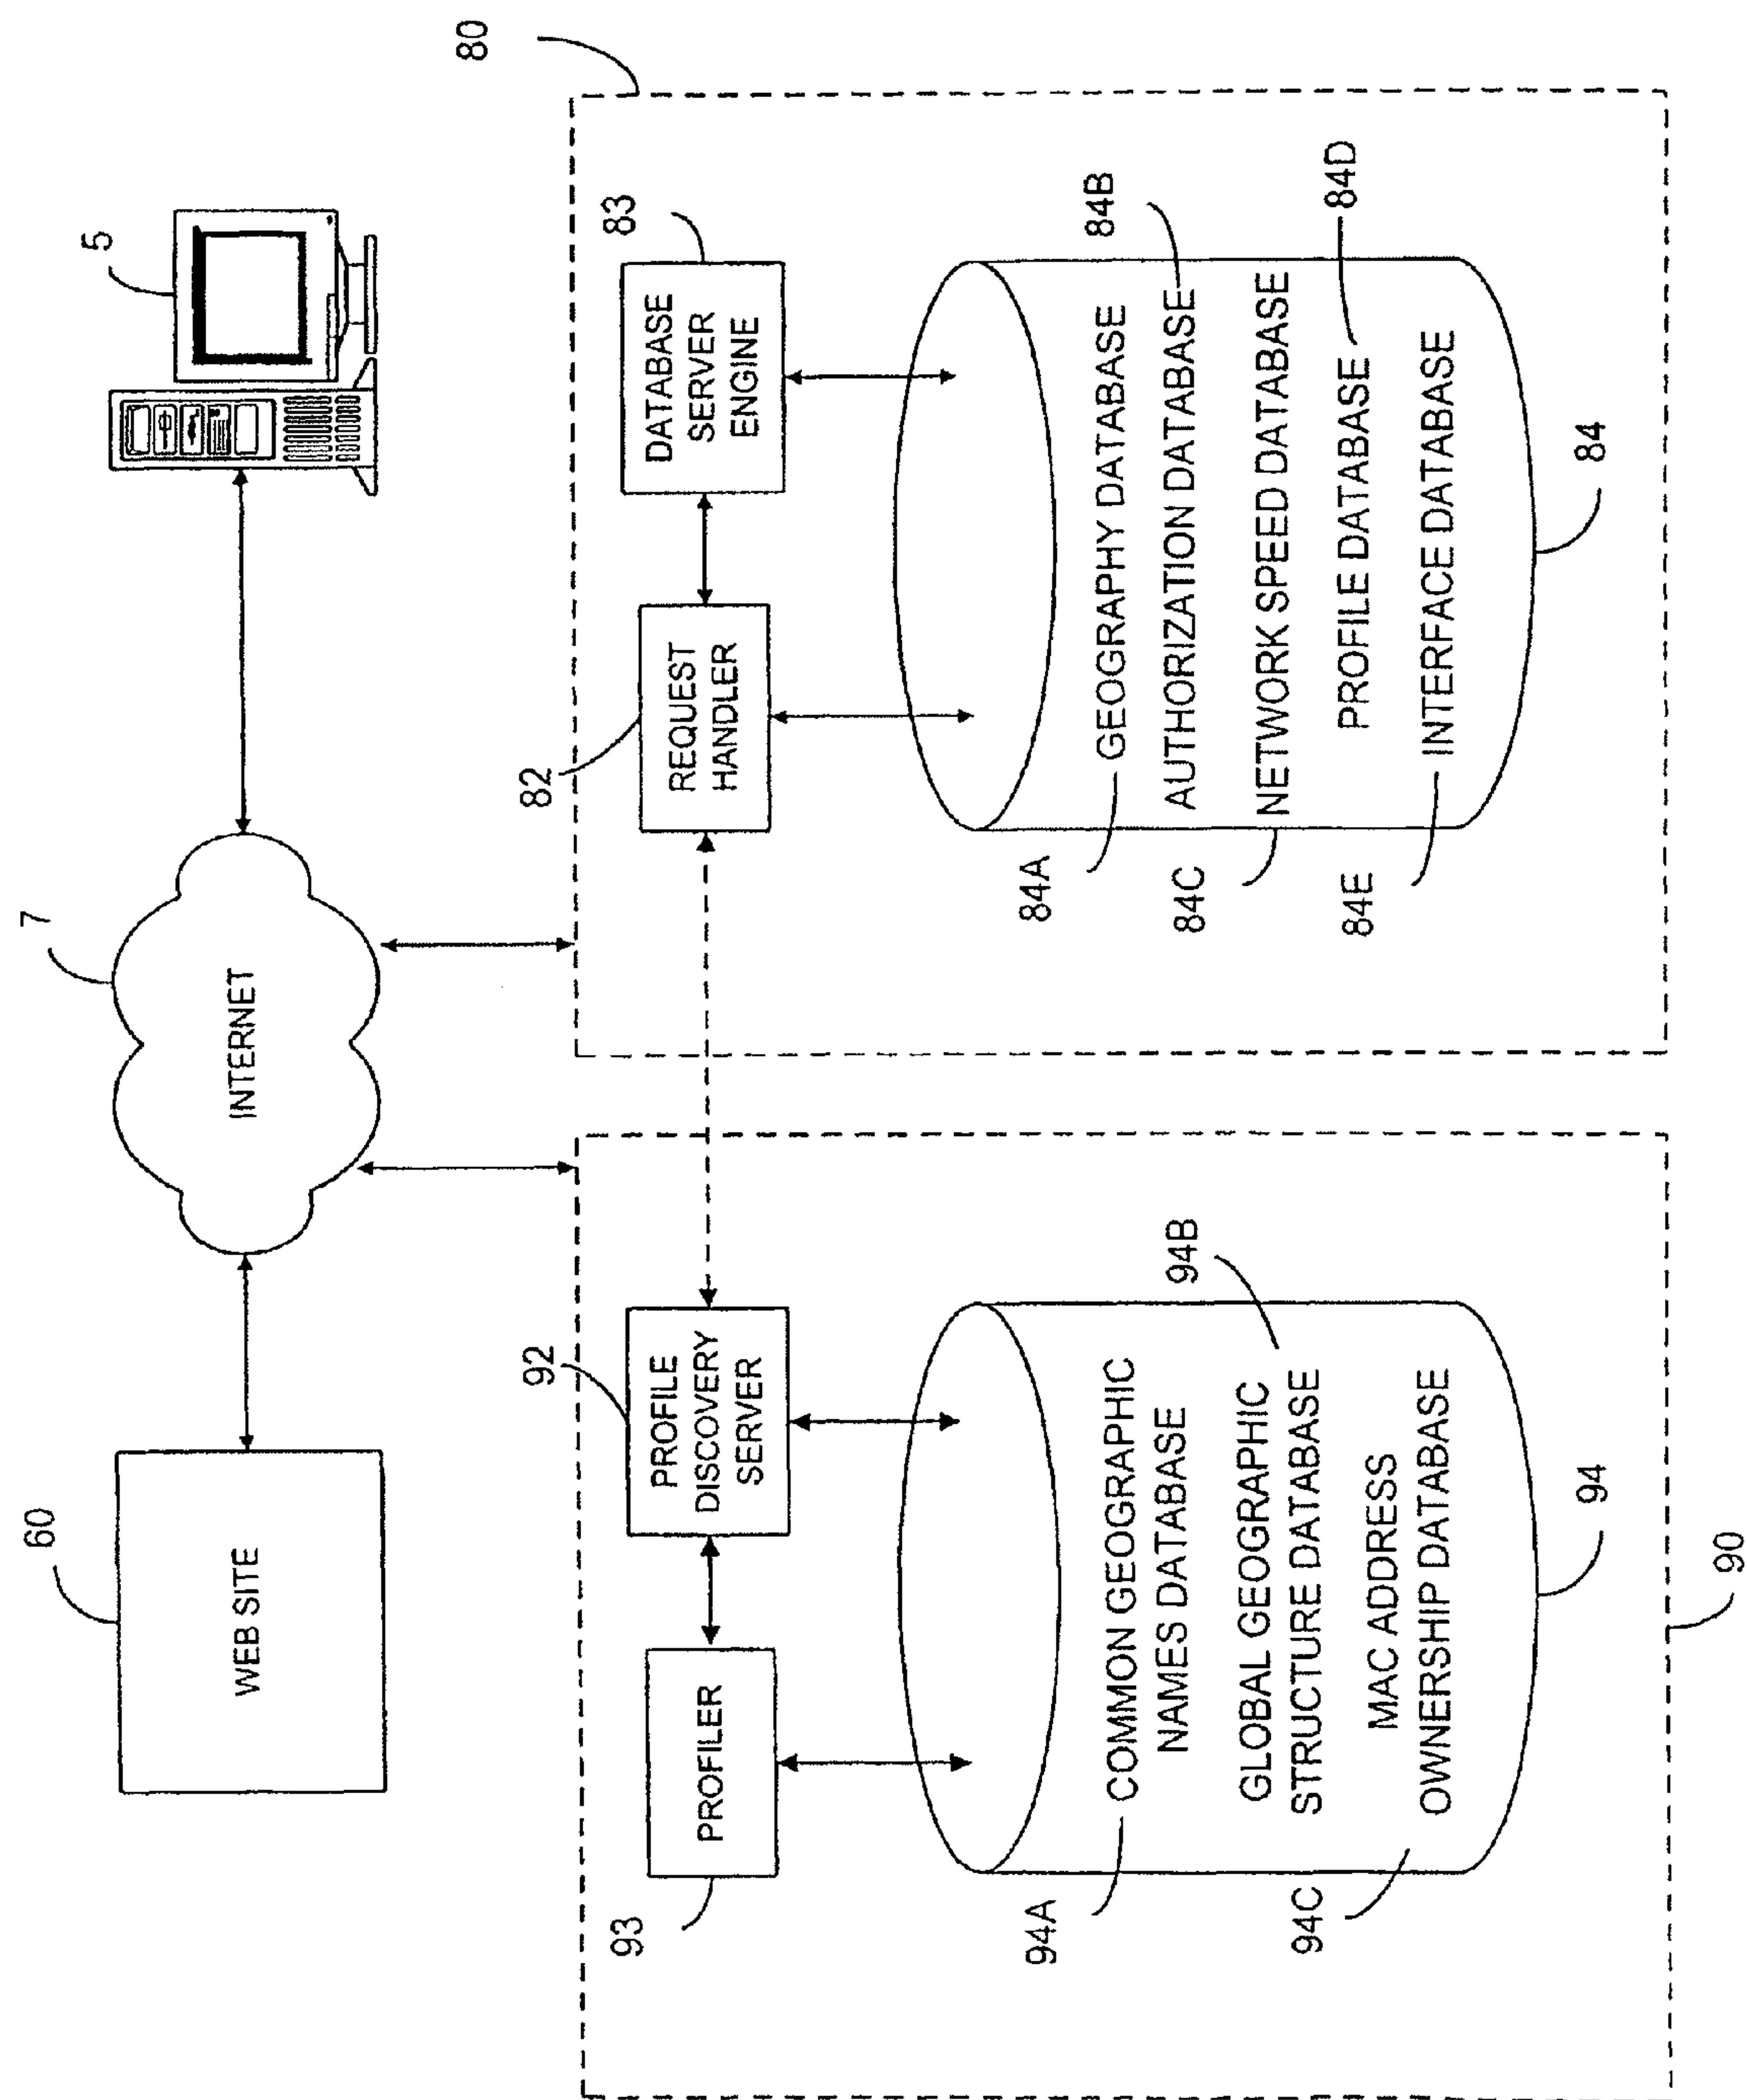 60
WEB SITE
7
INTERNET
5
80
90
92
PROFILE
DISCOVERY
SERVER
93
PROFILER
94A
COMMON GEOGRAPHIC
NAMES DATABASE
94B
GLOBAL GEOGRAPHIC
STRUCTURE DATABASE
94C
MAC ADDRESS
OWNERSHIP DATABASE
94
82
REQUEST
HANDLER
83
DATABASE
SERVER
ENGINE
84A
GEOGRAPHY DATABASE
84B
AUTHORIZATION DATABASE
84C
NETWORK SPEED DATABASE
84D
PROFILE DATABASE
84E
INTERFACE DATABASE
84